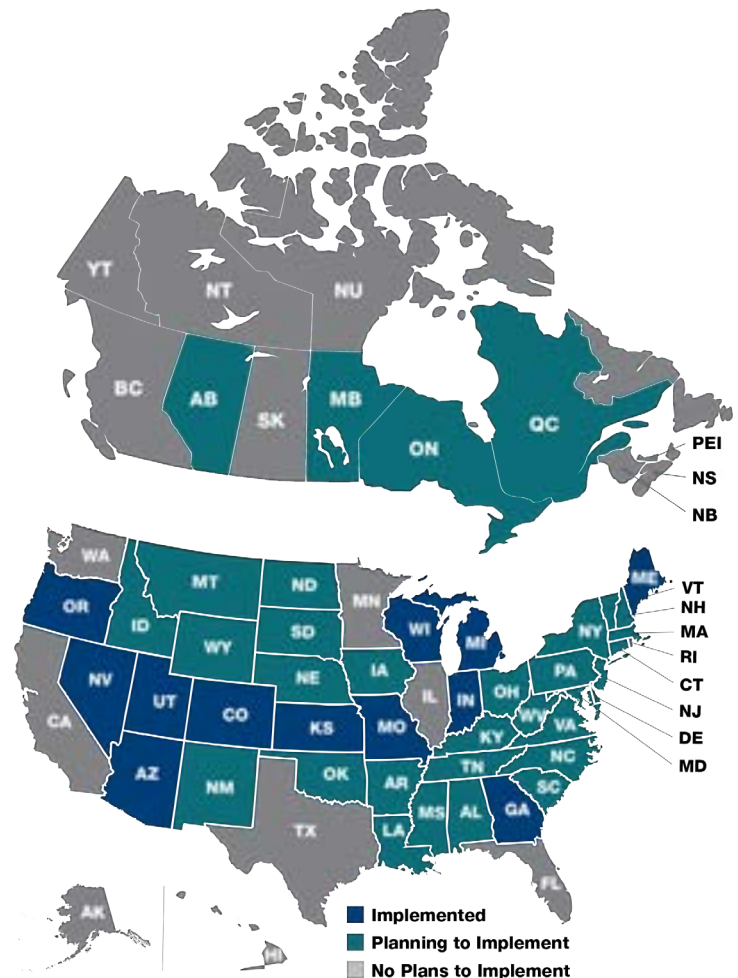 YT
NT
NU
BC
AB
SK
MB
ON
QC
PEI
NS
NB
WA
OR
ID
MT
ND
MN
WY
SD
WI
MI
ME
VT
NH
MA
RI
CT
NJ
DE
MD
NY
PA
NV
UT
CO
NE
IA
IL
IN
OH
WV
VA
CA
KS
MO
KY
NC
AZ
NM
OK
AR
TN
SC
TX
LA
MS
AL
GA
FL
AK
HI
Implemented
Planning to Implement
No Plans to Implement